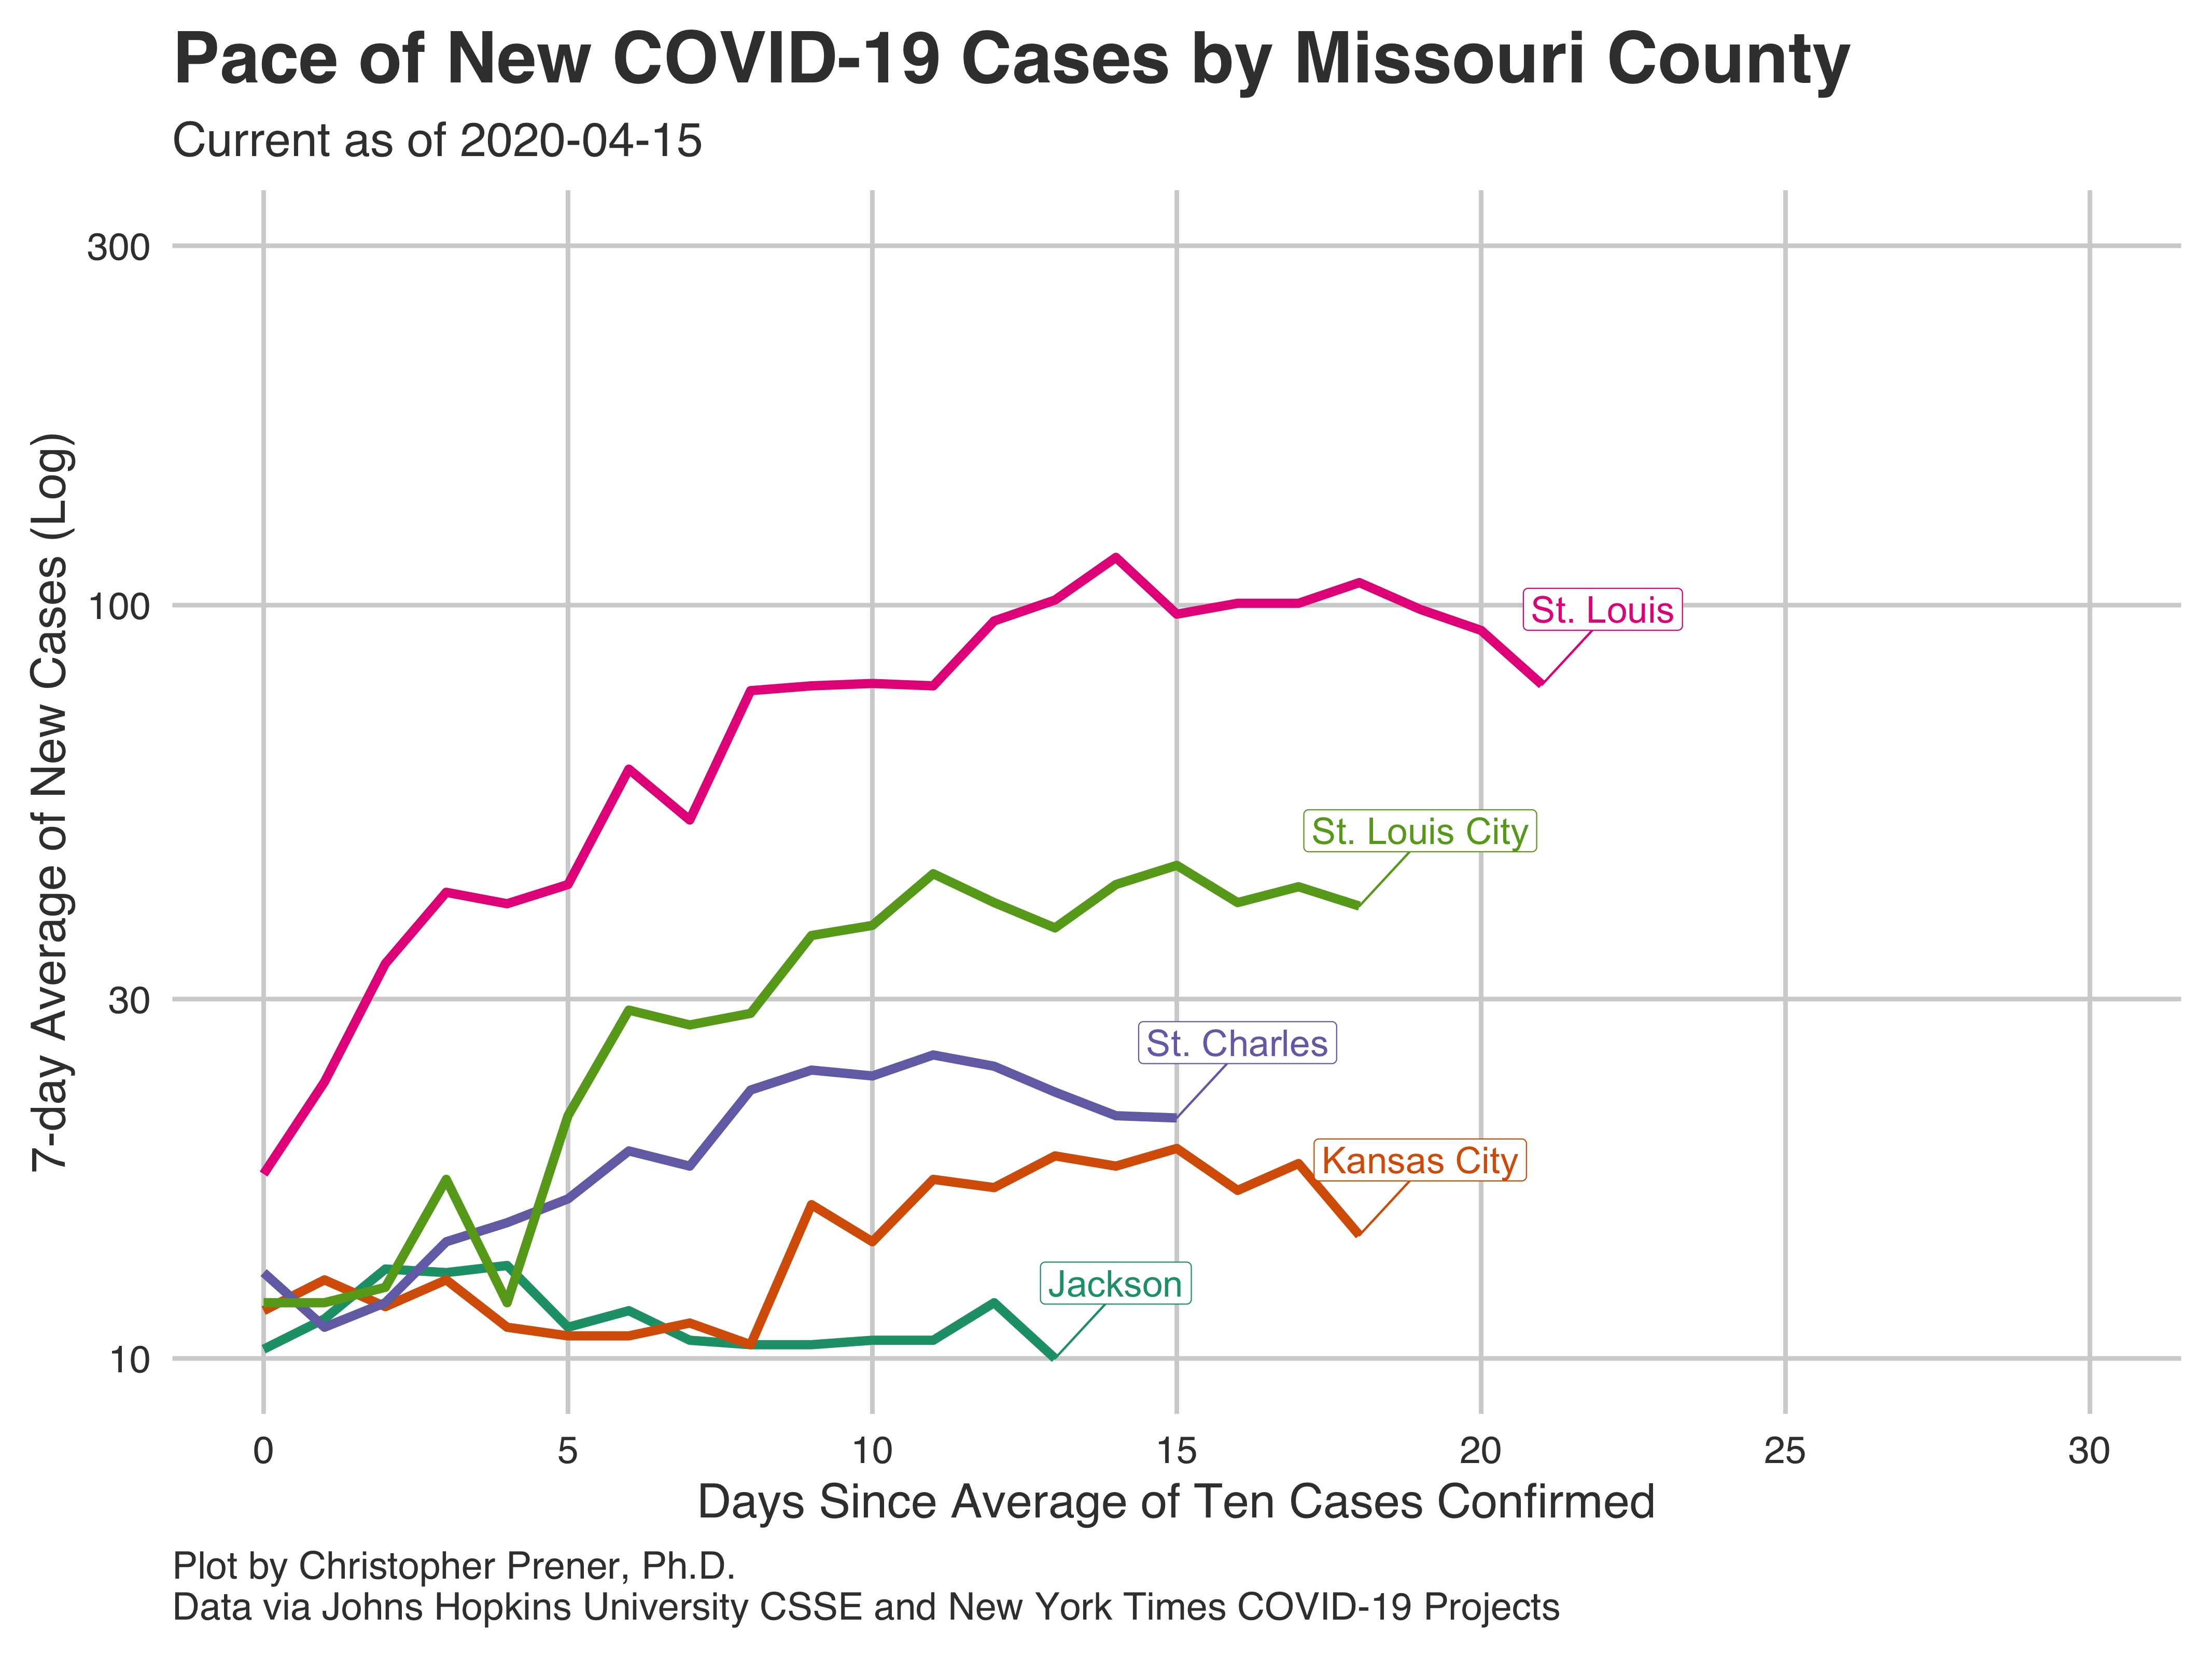 Pace of New COVID-19 Cases by Missouri County
Current as of 2020-04-15
7-day Average of New Cases (Log)
300
100
30
10
St. Louis
St. Louis City
St. Charles
Kansas City
Jackson
0 5 10 15 20 25 30
Days Since Average of Ten Cases Confirmed
Plot by Christopher Prener, Ph.D.
Data via Johns Hopkins University CSSE and New York Times COVID-19 Projects